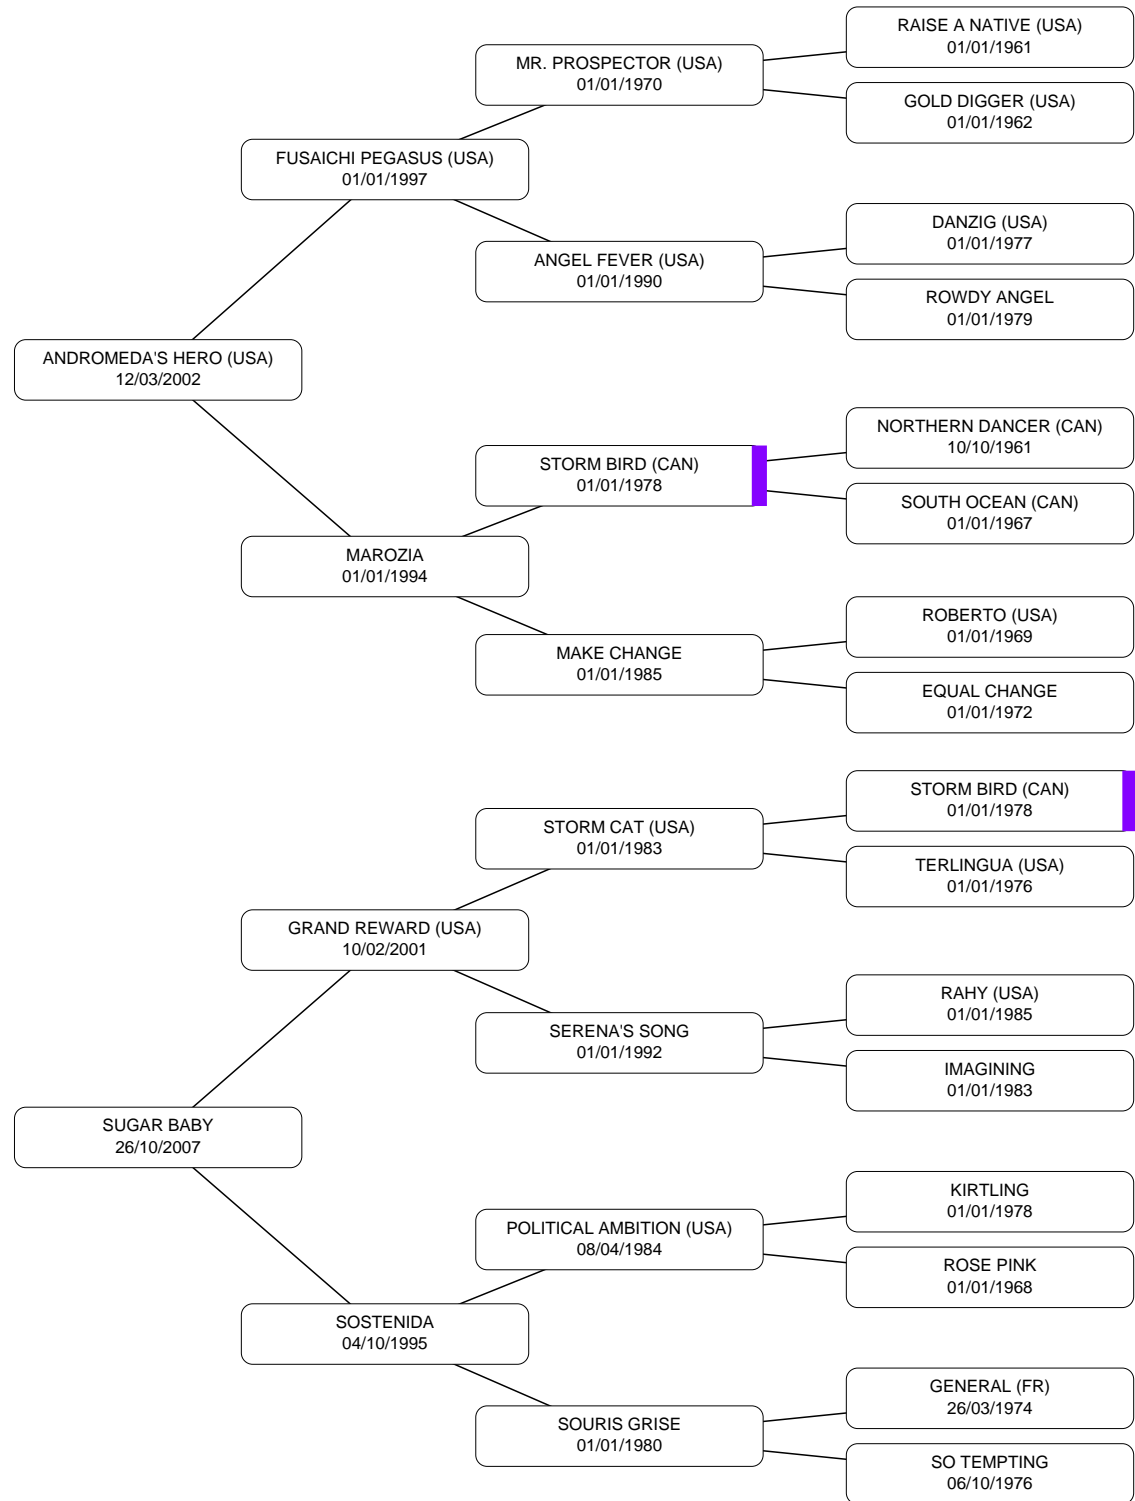 RAISE A NATIVE (USA)
01/01/1961
MR. PROSPECTOR (USA)
01/01/1970
GOLD DIGGER (USA)
01/01/1962
FUSAICHI PEGASUS (USA)
01/01/1997
DANZIG (USA)
01/01/1977
ANGEL FEVER (USA)
01/01/1990
ROWDY ANGEL
01/01/1979
ANDROMEDA'S HERO (USA)
12/03/2002
NORTHERN DANCER (CAN)
10/10/1961
STORM BIRD (CAN)
01/01/1978
SOUTH OCEAN (CAN)
01/01/1967
MAROZIA
01/01/1994
ROBERTO (USA)
01/01/1969
MAKE CHANGE
01/01/1985
EQUAL CHANGE
01/01/1972
STORM BIRD (CAN)
01/01/1978
STORM CAT (USA)
01/01/1983
TERLINGUA (USA)
01/01/1976
GRAND REWARD (USA)
10/02/2001
RAHY (USA)
01/01/1985
SERENA'S SONG
01/01/1992
IMAGINING
01/01/1983
SUGAR BABY
26/10/2007
KIRTLING
01/01/1978
POLITICAL AMBITION (USA)
08/04/1984
ROSE PINK
01/01/1968
SOSTENIDA
04/10/1995
GENERAL (FR)
26/03/1974
SOURIS GRISE
01/01/1980
SO TEMPTING
06/10/1976